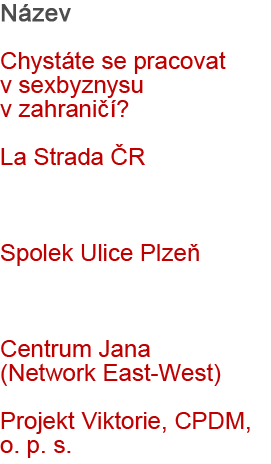 Název
Chystáte se pracovat
v sexbyznysu
v zahraničí?
La Strada ČR
Spolek Ulice Plzeň
Centrum Jana
(Network East-West)
Projekt Viktorie, CPDM,
o. p. s.